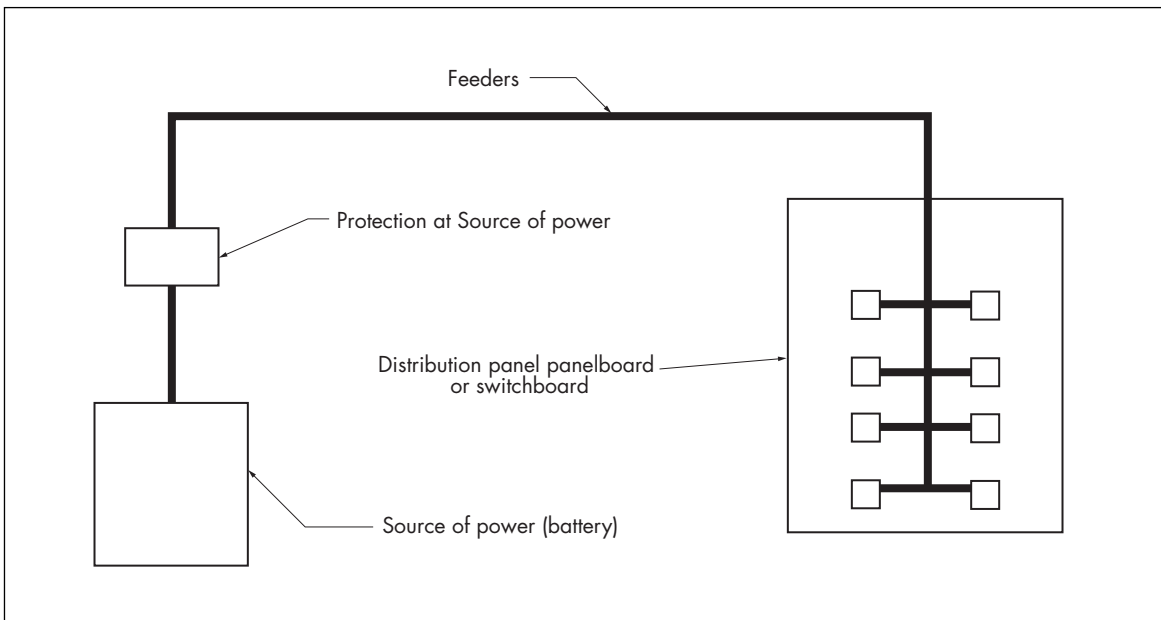 Feeders
Protection at Source of power
Distribution panel panelboard
or switchboard
Source of power (battery)